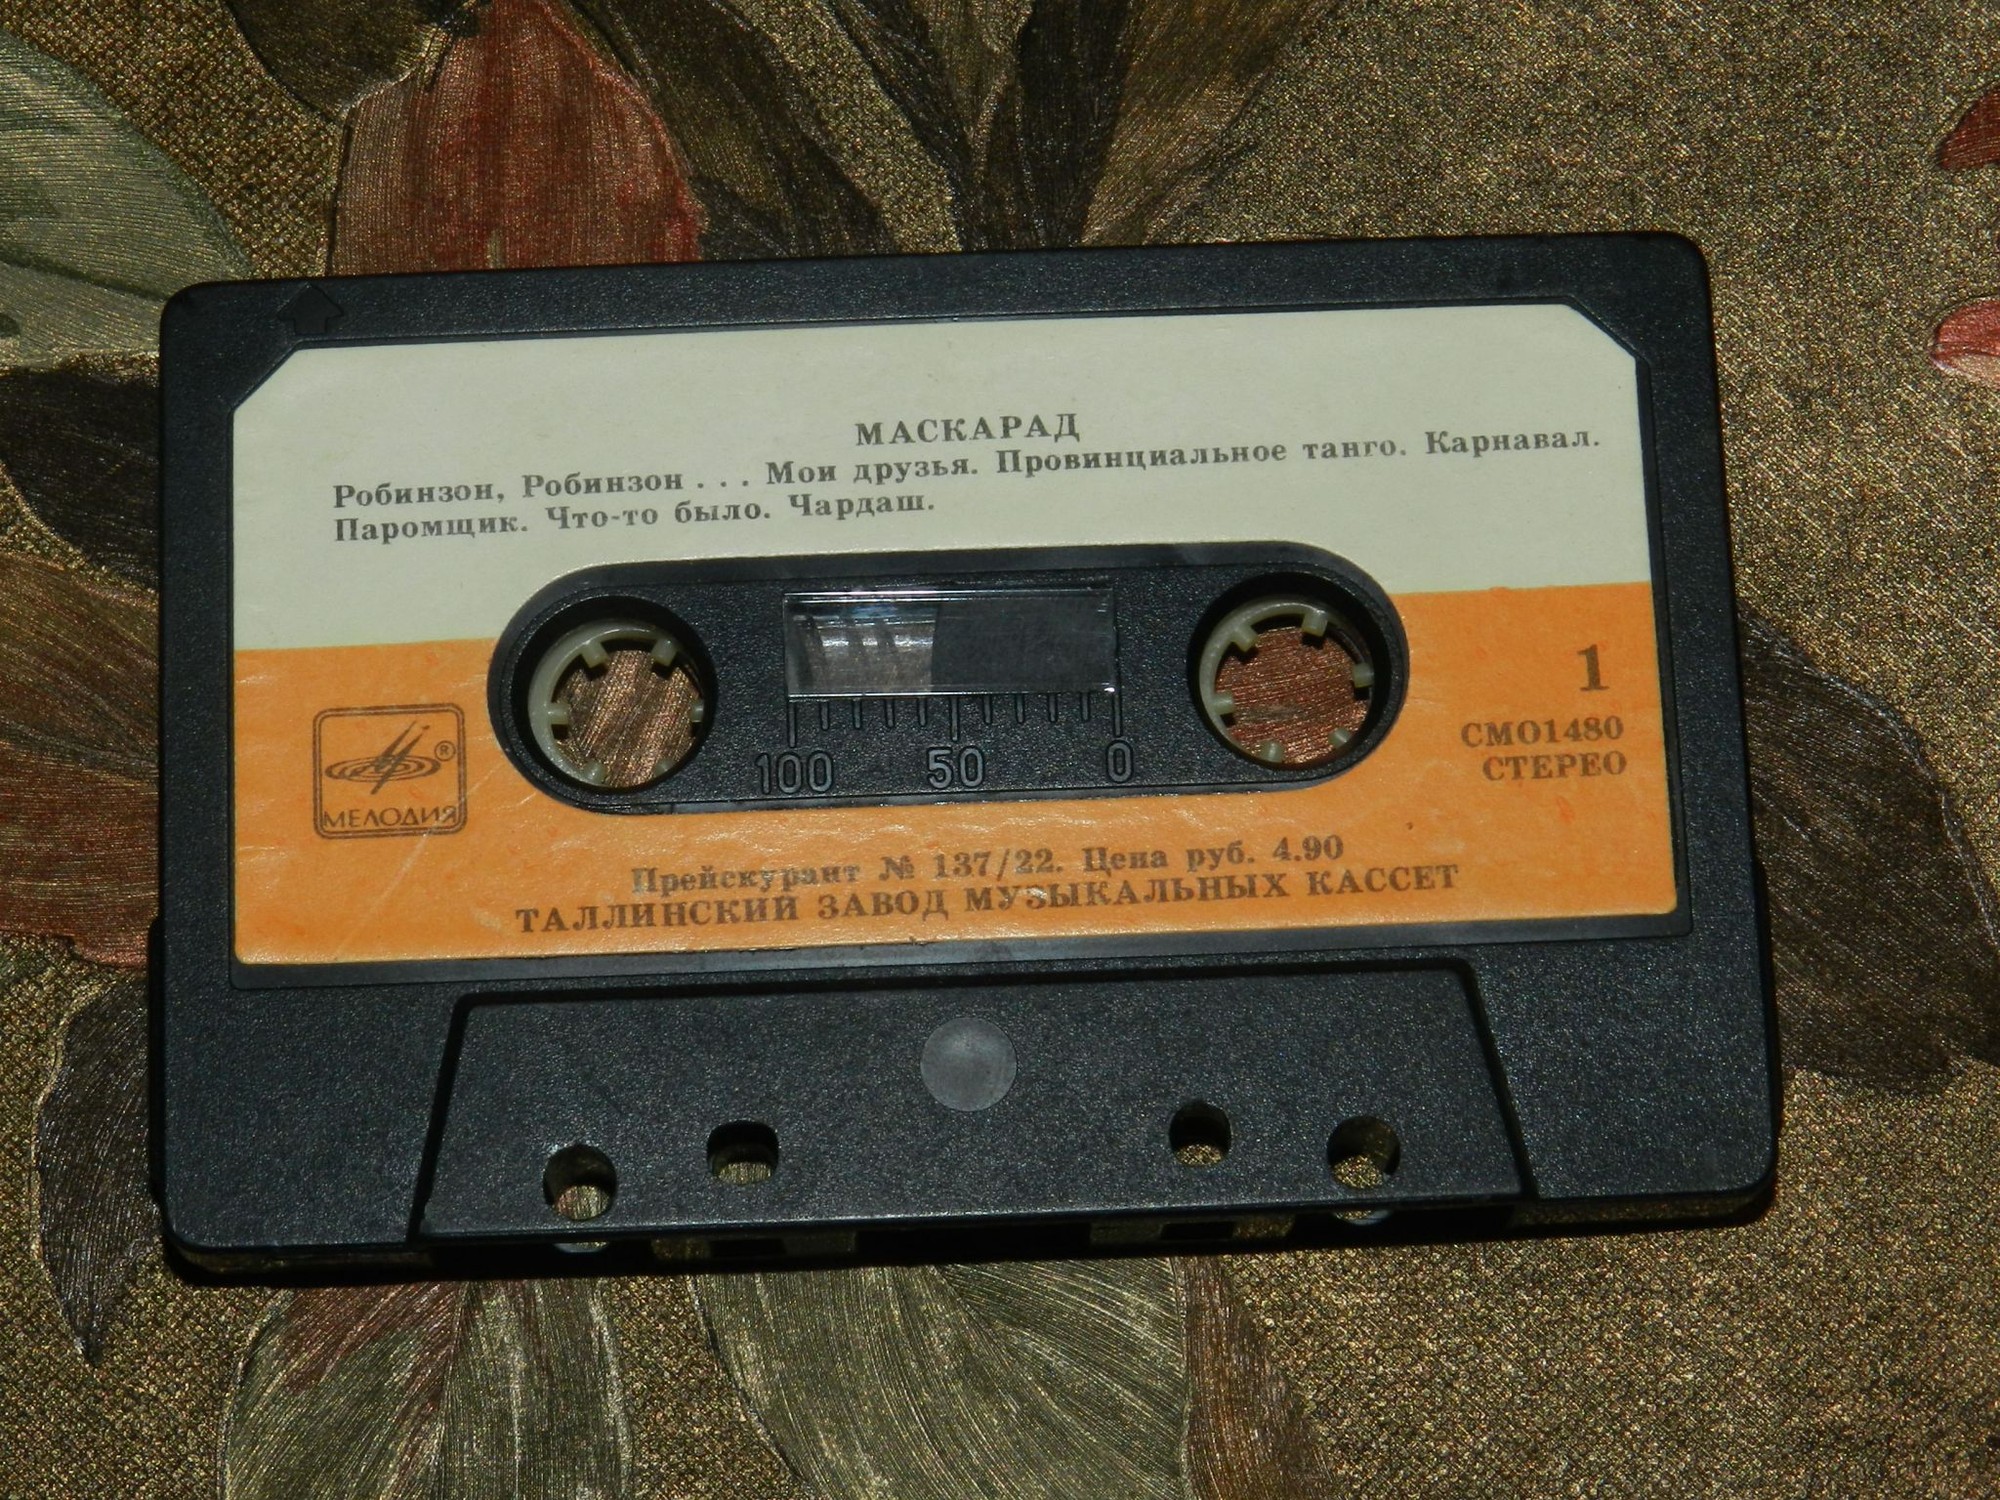 МАСКАРАД
Робинзон, Робинзон . . . Мои друзья. Провинциальное танго. Карнавал.
Паромщик. Что-то было. Чардаш.
1
СМО1480
СТЕРЕО
®
МЕЛОДИЯ
100 50 0
Прейскурант № 137/22. Цена руб. 4.90
ТАЛЛИНСКИЙ ЗАВОД МУЗЫКАЛЬНЫХ КАССЕТ